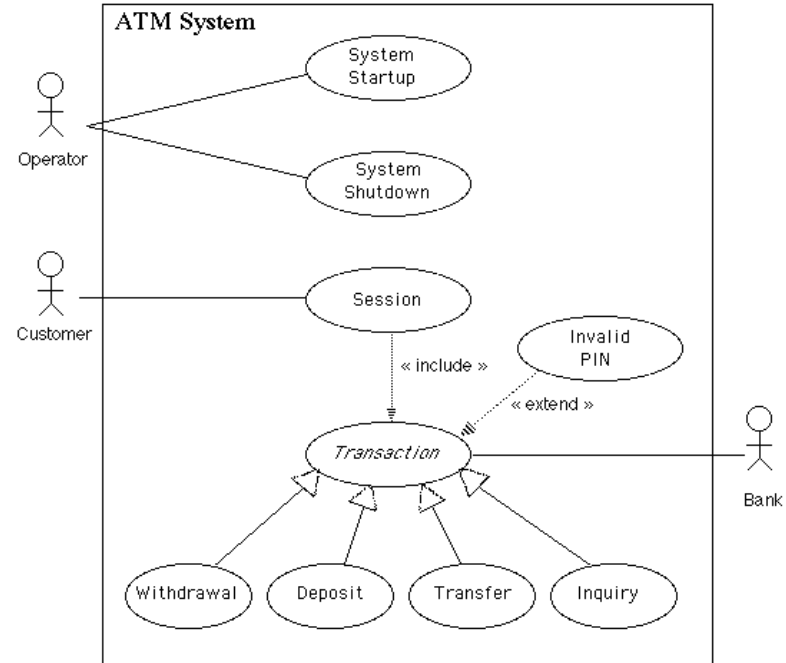 ATM System
System
Startup
Operator
System
Shutdown
Customer
Session
Invalid
PIN
« include »
« extend »
Transaction
Bank
Withdrawal
Deposit
Transfer
Inquiry